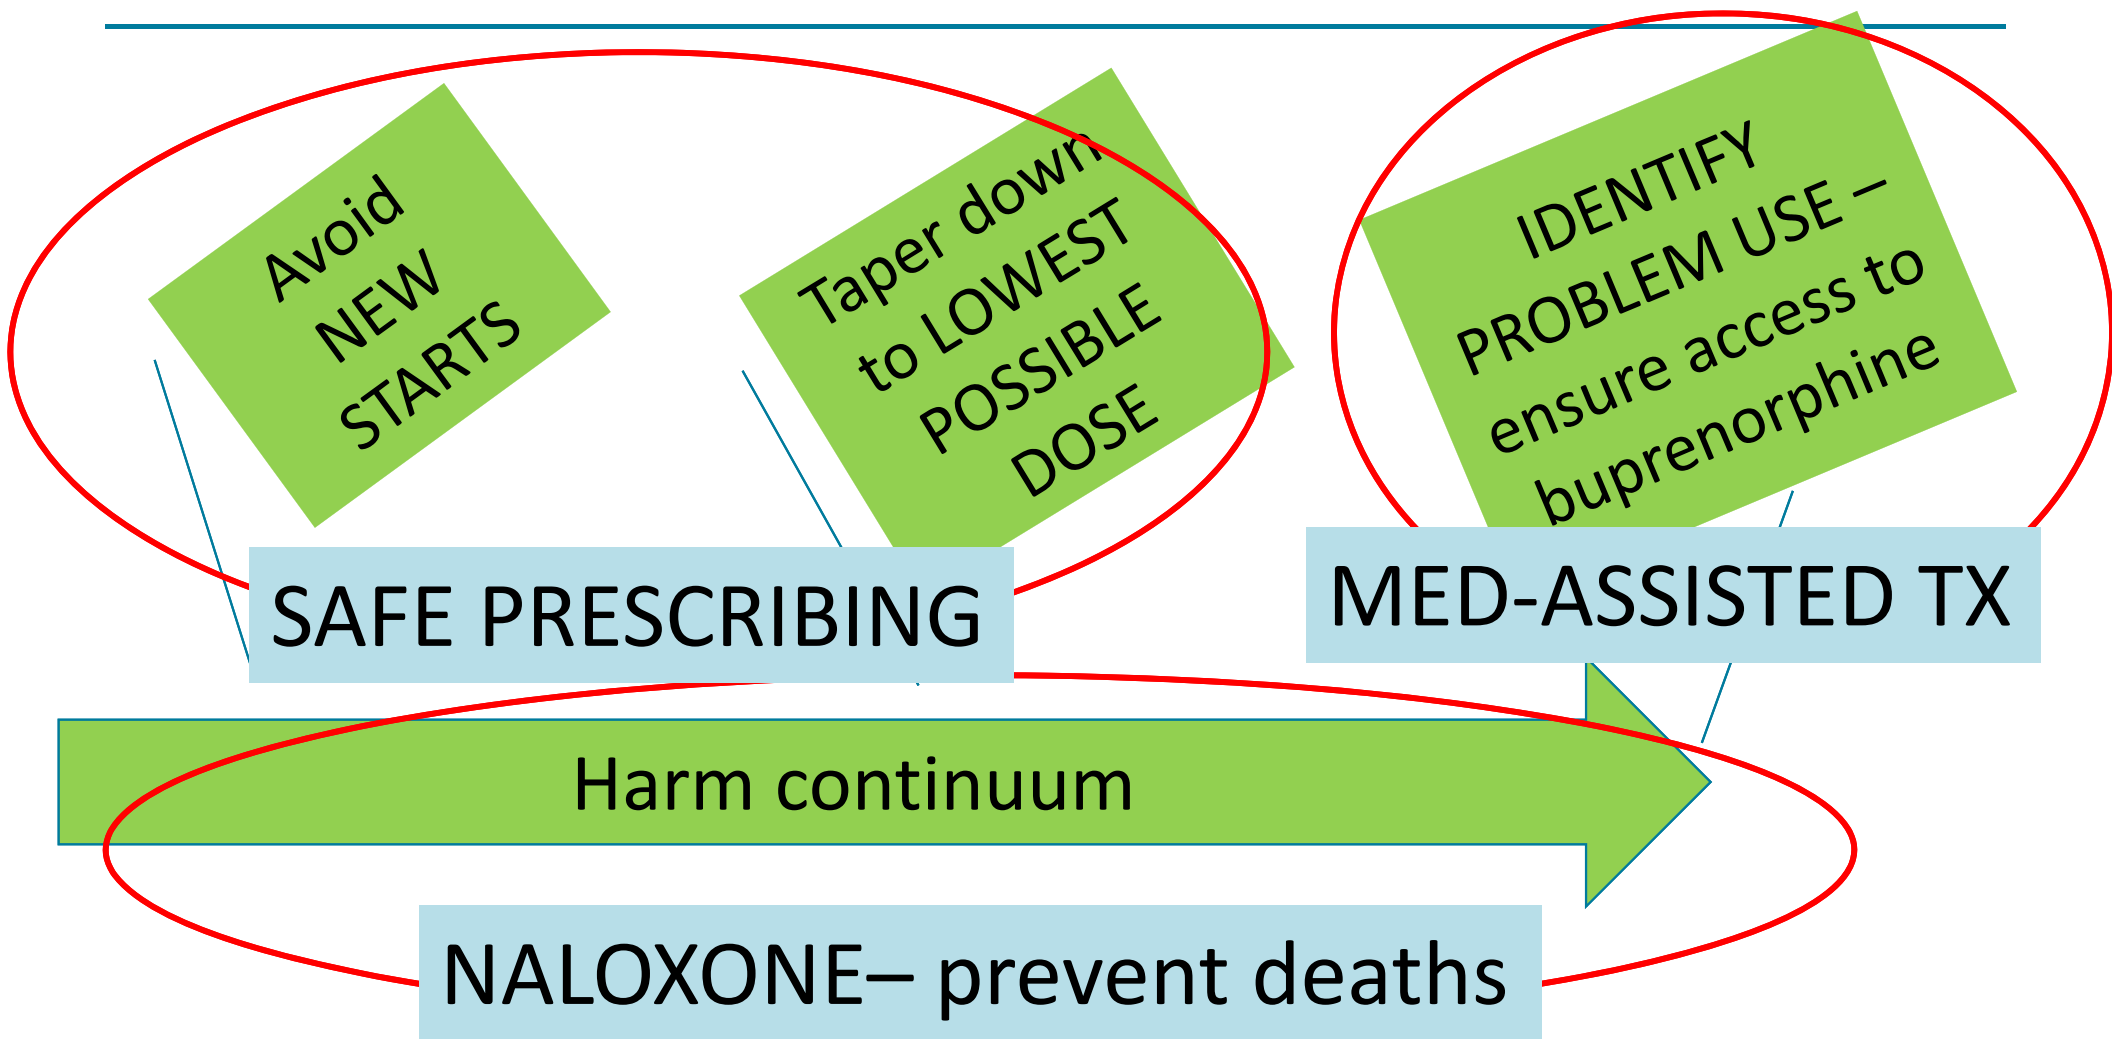 Avoid
NEW
STARTS
Taper down
to LOWEST
POSSIBLE
DOSE
IDENTIFY
PROBLEM USE –
ensure access to
buprenorphine
SAFE PRESCRIBING
MED-ASSISTED TX
Harm continuum
NALOXONE– prevent deaths